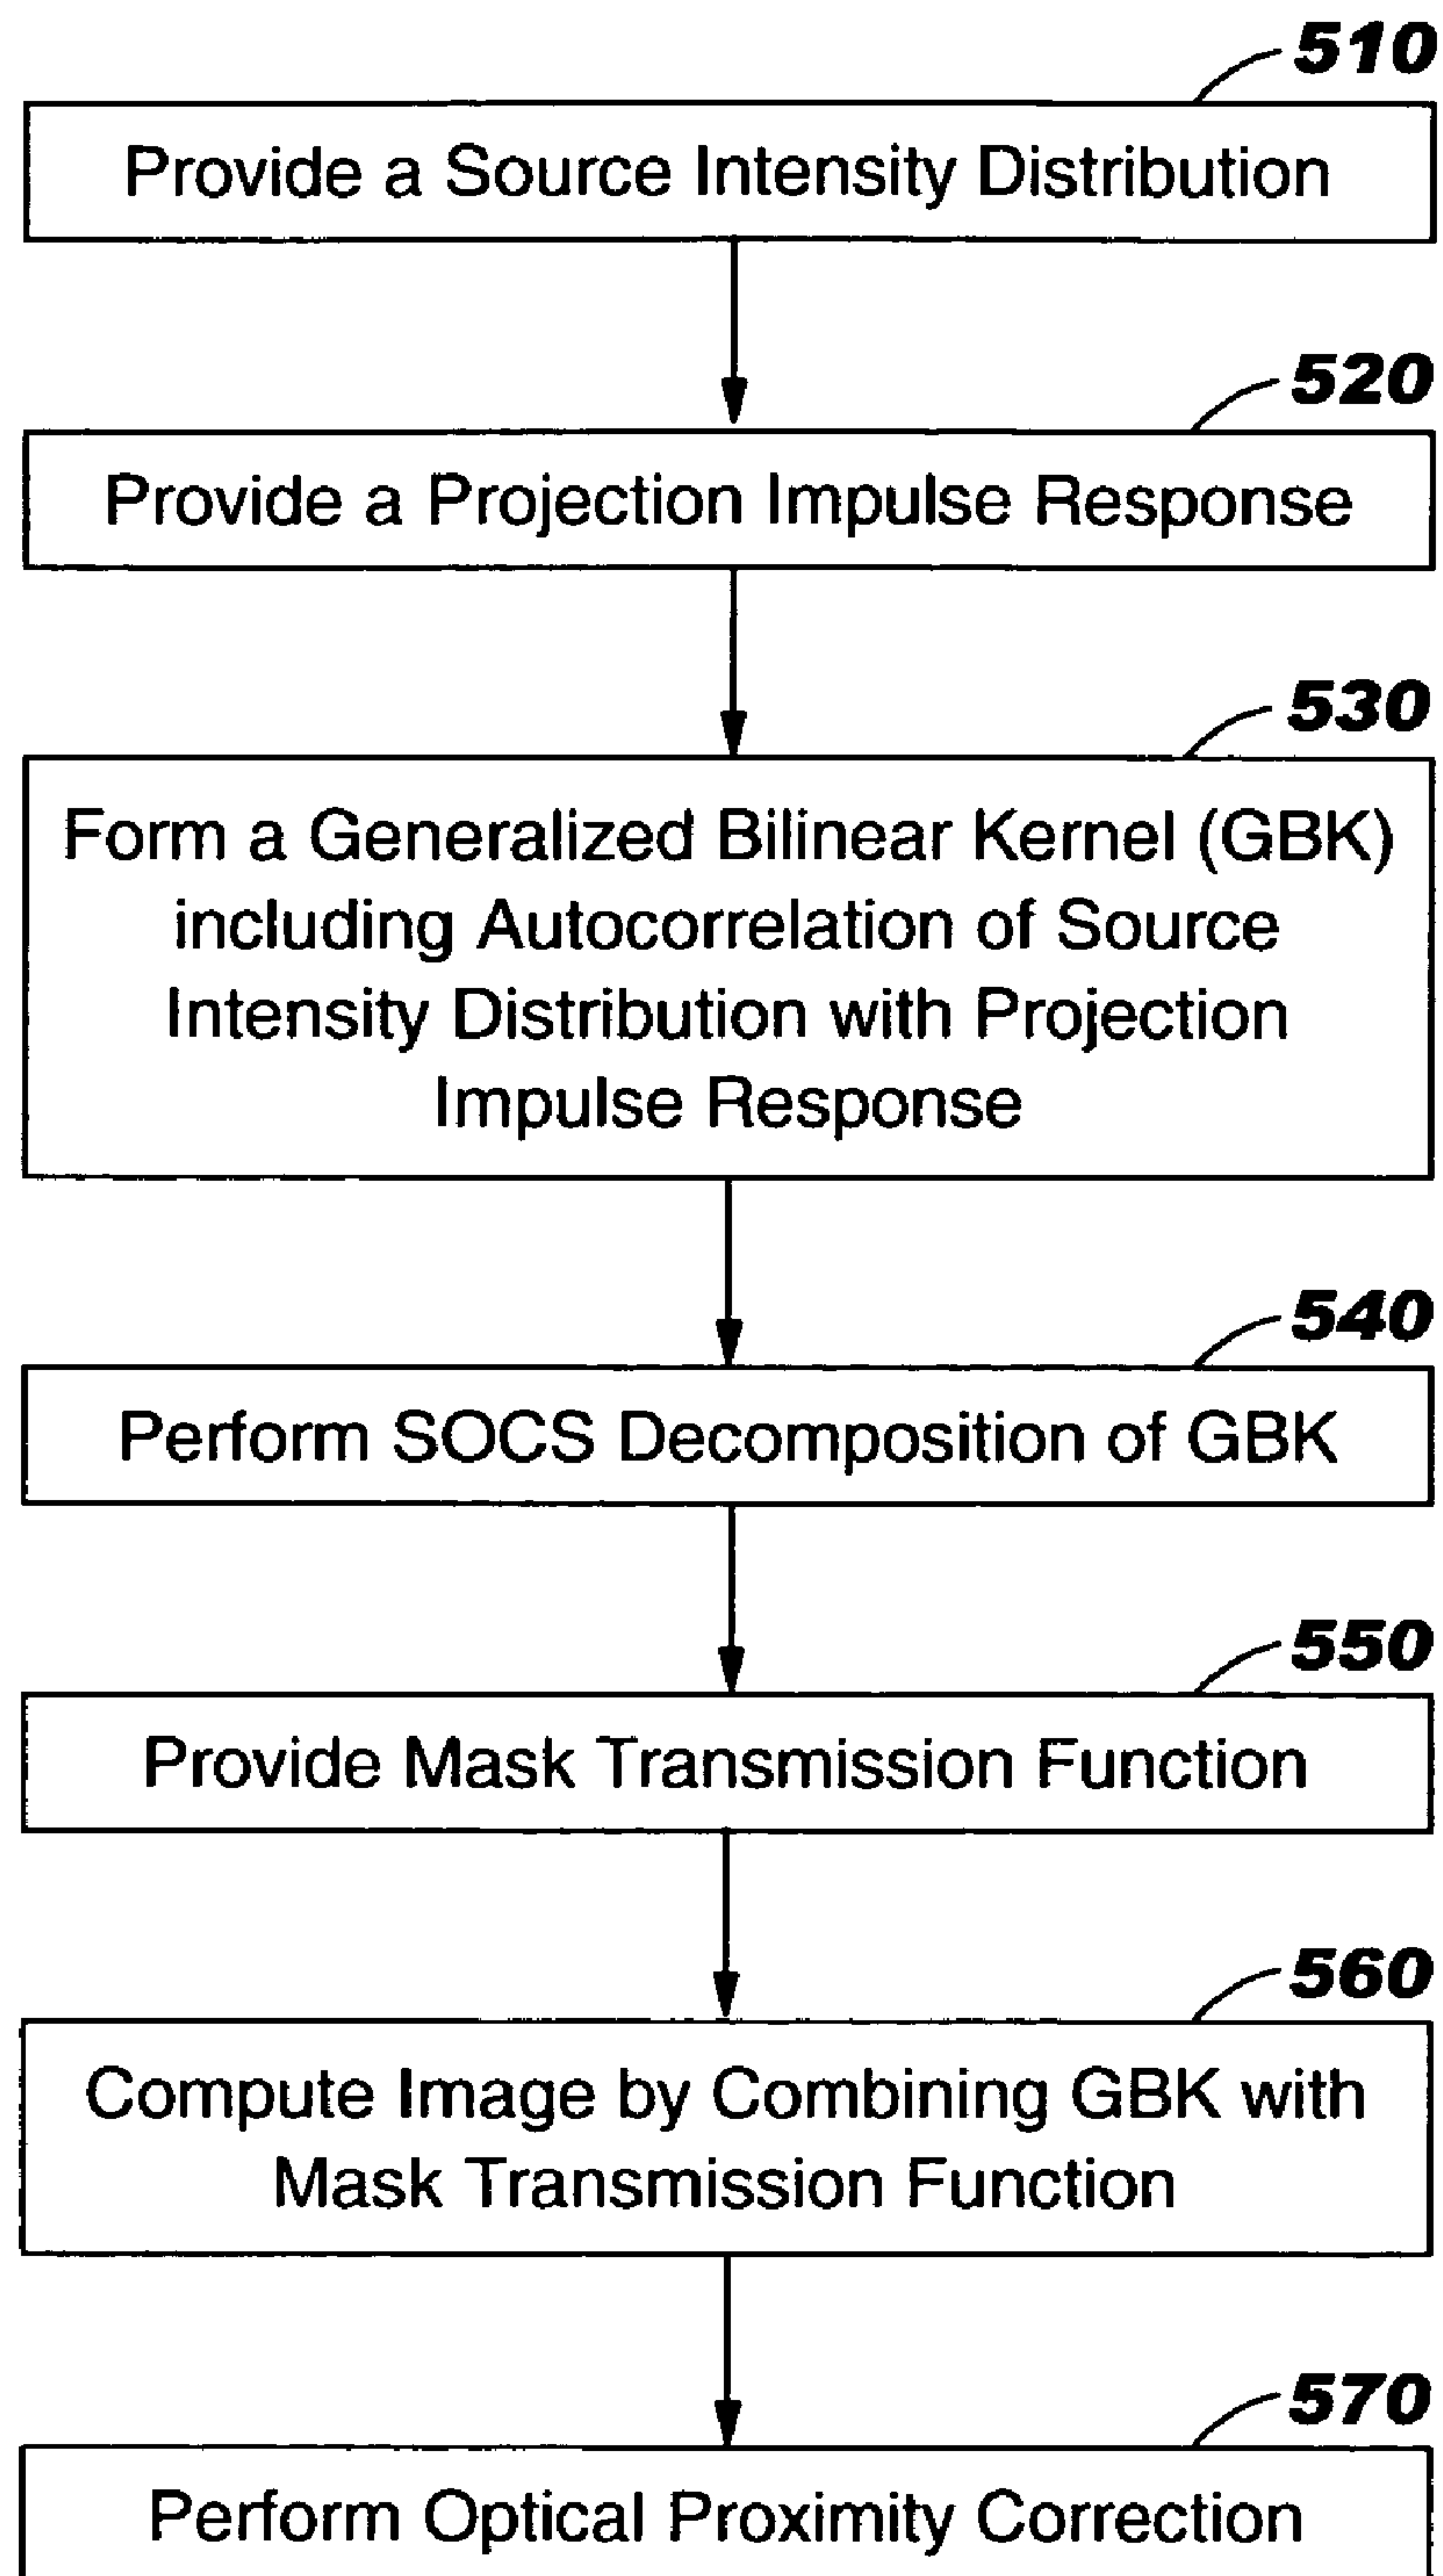 510
Provide a Source Intensity Distribution
520
Provide a Projection Impulse Response
530
Form a Generalized Bilinear Kernel (GBK)
including Autocorrelation of Source
Intensity Distribution with Projection
Impulse Response
540
Perform SOCS Decomposition of GBK
550
Provide Mask Transmission Function
560
Compute Image by Combining GBK with
Mask Transmission Function
570
Perform Optical Proximity Correction